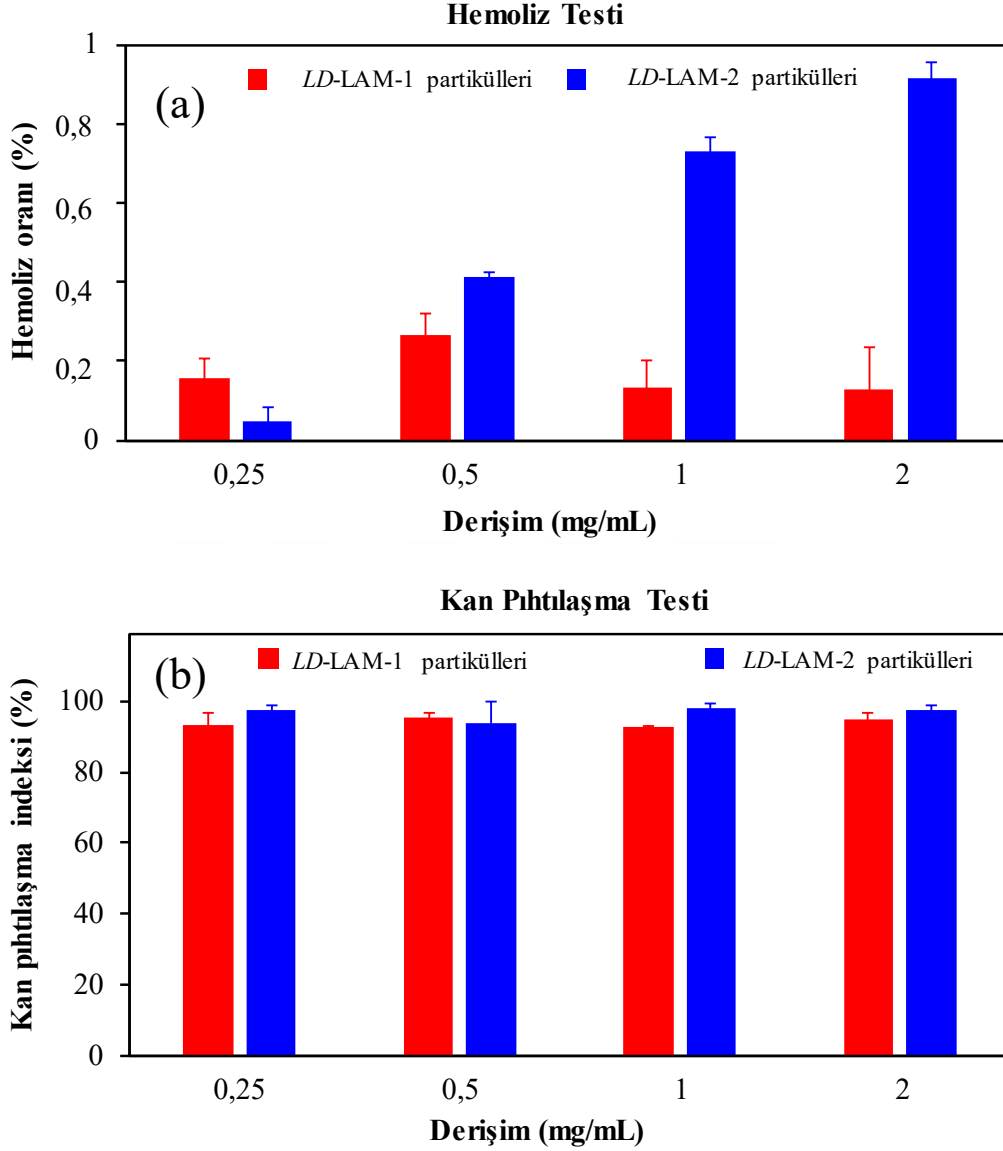 Hemoliz Testi
1
(a)
LD-LAM-1 partikülleri
LD-LAM-2 partikülleri
0,8
0,6
0,4
0,2
0
Hemoliz oranı (%)
0,25 0,5 1 2
Derişim (mg/mL)
Kan Pıhtılaşma Testi
(b)
LD-LAM-1 partikülleri
LD-LAM-2 partikülleri
100
80
60
40
20
0
Kan pıhtılaşma indeksi (%)
0,25 0,5 1 2
Derişim (mg/mL)